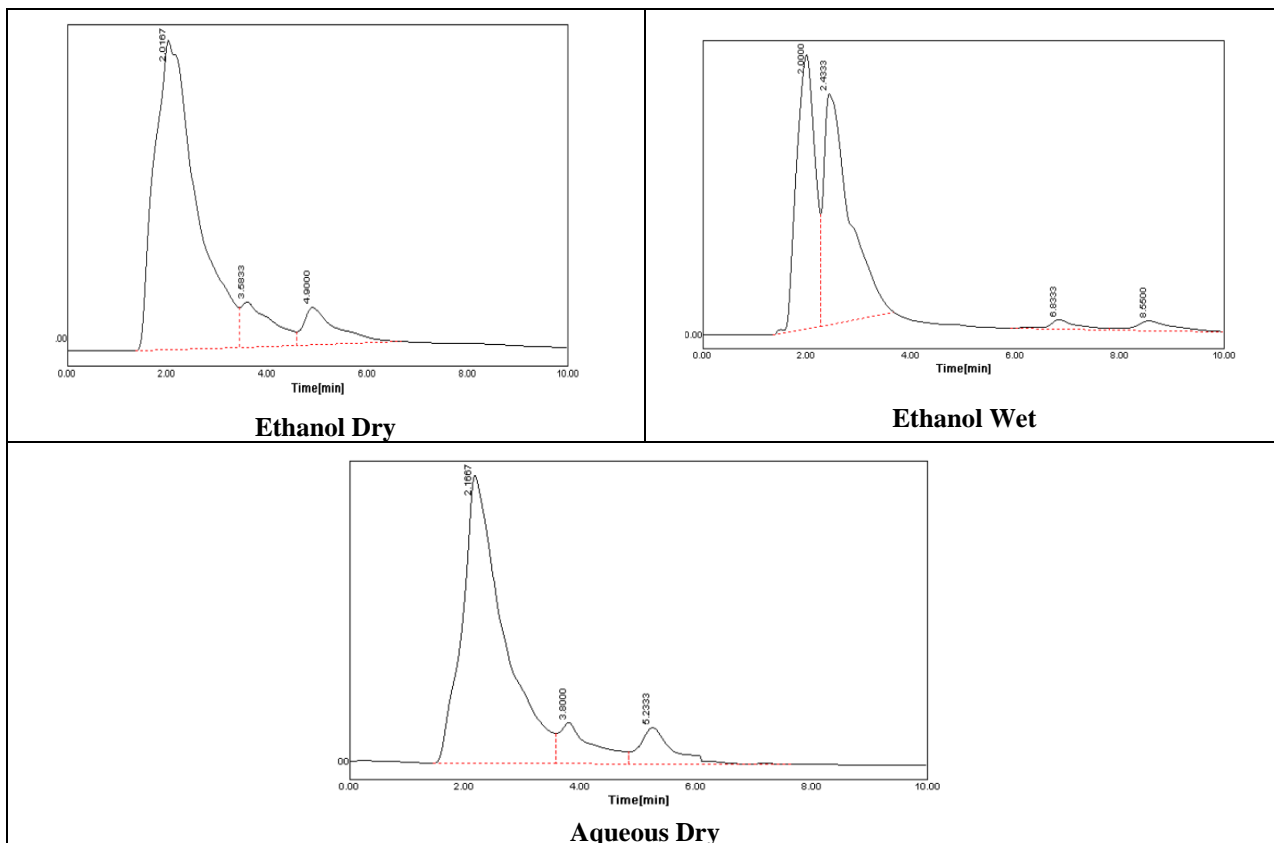 2.0167
3.5833
4.9000
.00
0.00 2.00 4.00 6.00 8.00 10.00
Time[min]
Ethanol Dry
2.0000
2.4333
6.8333
8.5500
0.00
0.00 2.00 4.00 6.00 8.00 10.00
Time[min]
Ethanol Wet
2.1667
3.8000
5.2333
00
0.00 2.00 4.00 6.00 8.00 10.00
Time[min]
Aqueous Dry